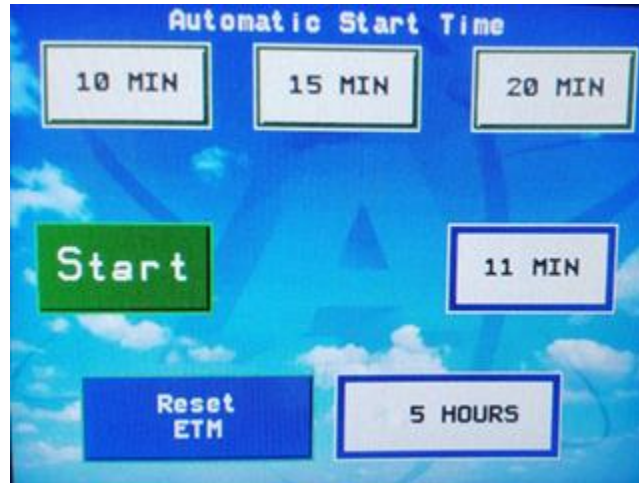 Automatic Start Time
10 MIN 15 MIN 20 MIN
Start 11 MIN
Reset
ETM
5 HOURS